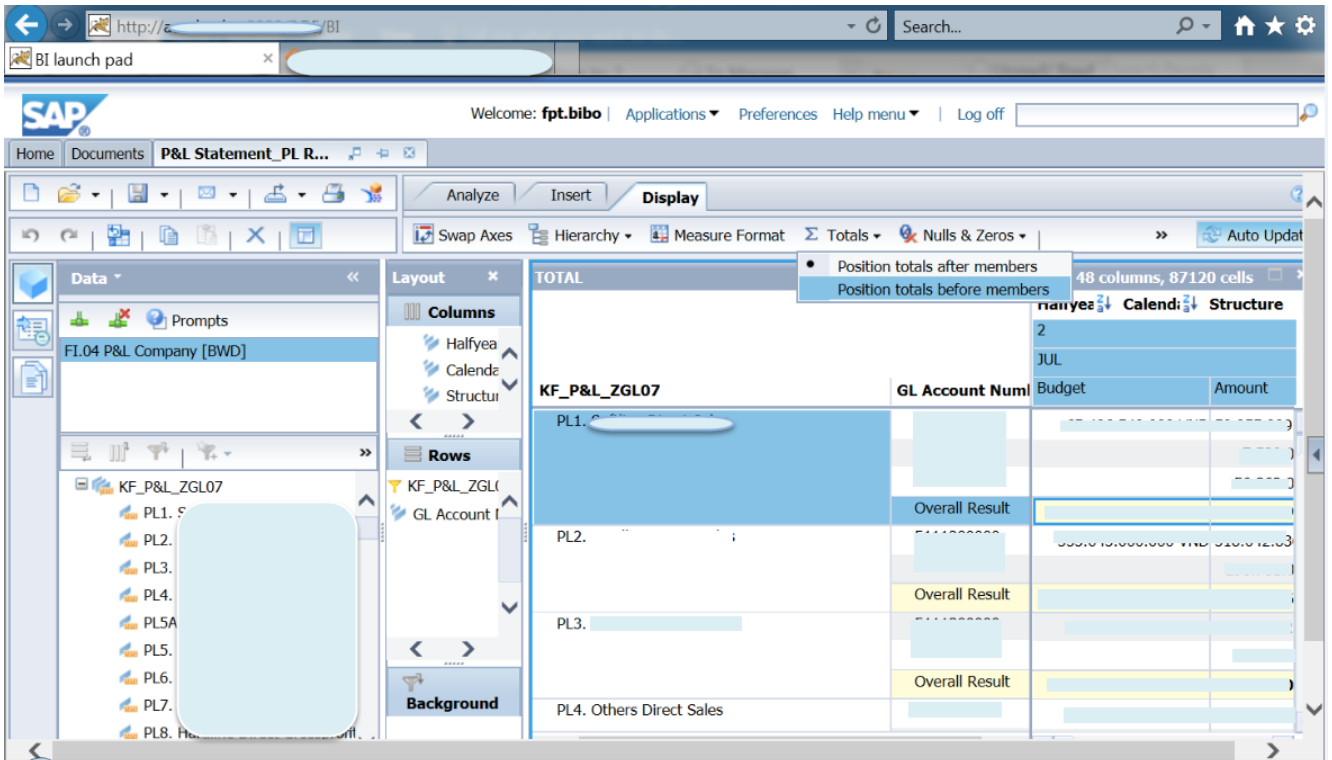 http://a /BI
Search...
BI launch pad
SAP
Welcome: fpt.bibo | Applications Preferences Help menu | Log off
Home Documents P&L Statement_PL R...
Analyze Insert Display
Swap Axes Hierarchy Measure Format Σ Totals Nulls & Zeros » Auto Updat
Position totals after members
Position totals before members
Data «
Prompts
FI.04 P&L Company [BWD]
»
KF_P&L_ZGL07
PL1. S
PL2.
PL3.
PL4.
PL5A
PL5.
PL6.
PL7.
PL8.
Layout
Columns
Halfyea
Calenda
Structur
Rows
KF_P&L_ZGL(
GL Account
Background
TOTAL
48 columns, 87120 cells
Halfyea Calenda Structure
2
JUL
KF_P&L_ZGL07 GL Account Numl Budget Amount
PL1.
Overall Result
PL2.
Overall Result
PL3.
Overall Result
PL4. Others Direct Sales